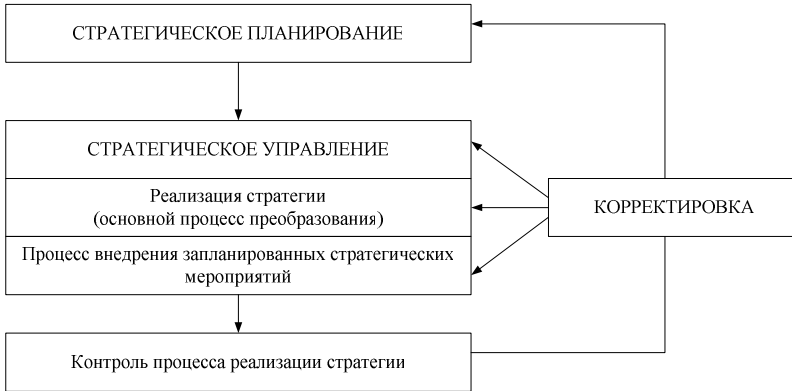 СТРАТЕГИЧЕСКОЕ ПЛАНИРОВАНИЕ
СТРАТЕГИЧЕСКОЕ УПРАВЛЕНИЕ
Реализация стратегии
(основной процесс преобразования)
Процесс внедрения запланированных стратегических
мероприятий
КОРРЕКТИРОВКА
Контроль процесса реализации стратегии